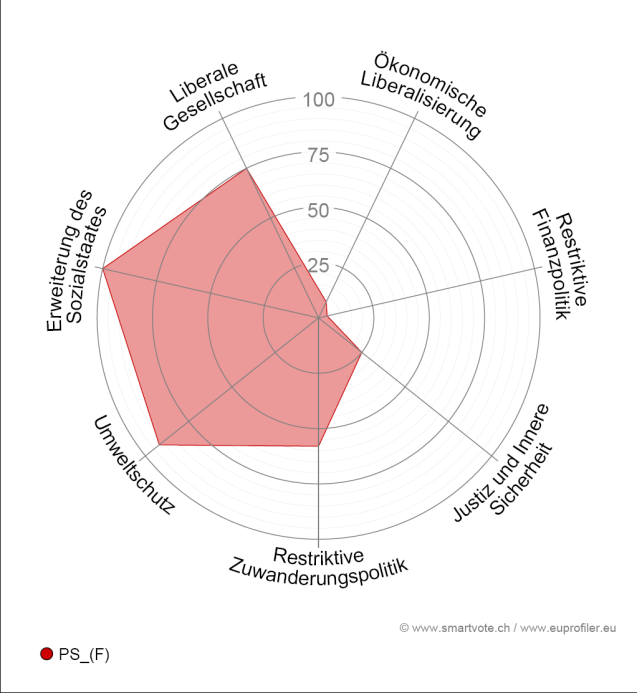 Liberale
Gesellschaft
Ökonomische
Liberalisierung
100
75
50
25
Restriktive
Finanzpolitik
Erweiterung des
Sozialstaates
Umweltschutz
Justiz und Innere
Sicherheit
Restriktive
Zuwanderungspolitik
© www.smartvote.ch / www.euprofiler.eu
PS_(F)